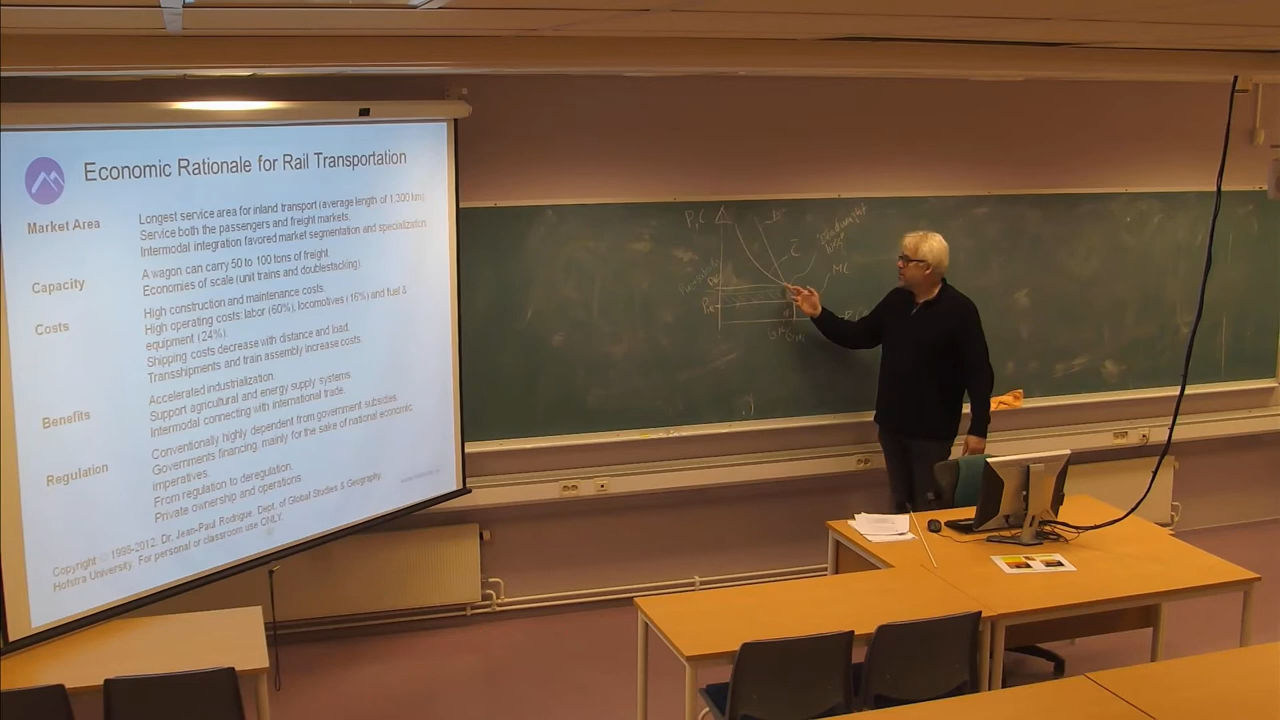 Economic Rationale for Rail Transportation
Market Area
Longest service area for inland transport (average length of 1,300 km).
Service both the passengers and freight markets.
Intermodal integration favored market segmentation and specialization.
Capacity
A wagon can carry 50 to 100 tons of freight.
Economies of scale (unit trains and doublestacking).
Costs
High construction and maintenance costs.
High operating costs: labor (60%), locomotives (16%) and fuel &
equipment (24%).
Shipping costs decrease with distance and load.
Transshipments and train assembly increase costs.
Benefits
Accelerated industrialization.
Support agricultural and energy supply systems.
Intermodal connecting with international trade.
Regulation
Conventionally highly dependent from government subsidies.
Governments financing, mainly for the sake of national economic
imperatives.
From regulation to deregulation.
Private ownership and operations.
Copyright © 1998-2012, Dr. Jean-Paul Rodrigue, Dept. of Global Studies & Geography,
Hofstra University. For personal or classroom use ONLY.
P,C
D
C
Deadweight
loss
MC